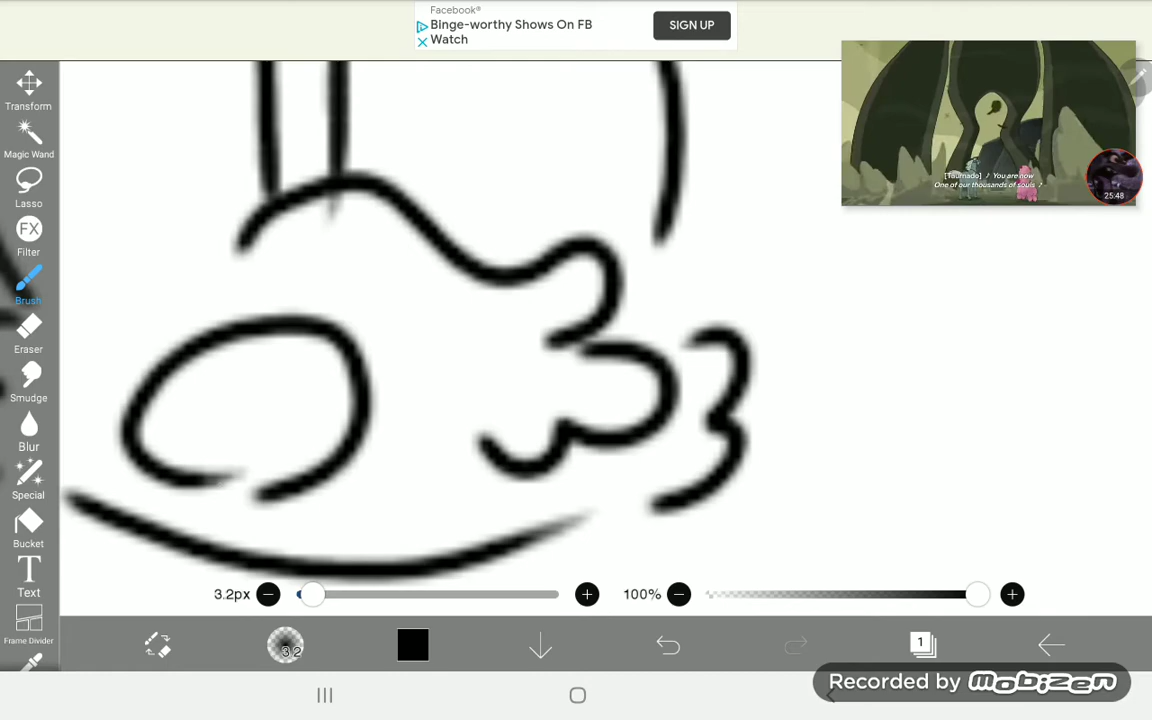 Facebook®
Binge-worthy Shows On FB
Watch
SIGN UP
Transform
Magic Wand
Lasso
FX
Filter
Brush
Eraser
Smudge
Blur
Special
Bucket
T
Text
Frame Divider
[Taurnado] ♪ You are now
One of our thousands of souls ♪
25:48
3.2px
100%
3.2
1
Recorded by mobizen